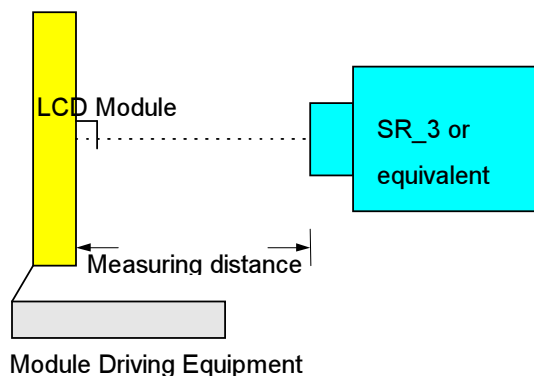 LCD Module
SR_3 or
equivalent
Measuring distance
Module Driving Equipment